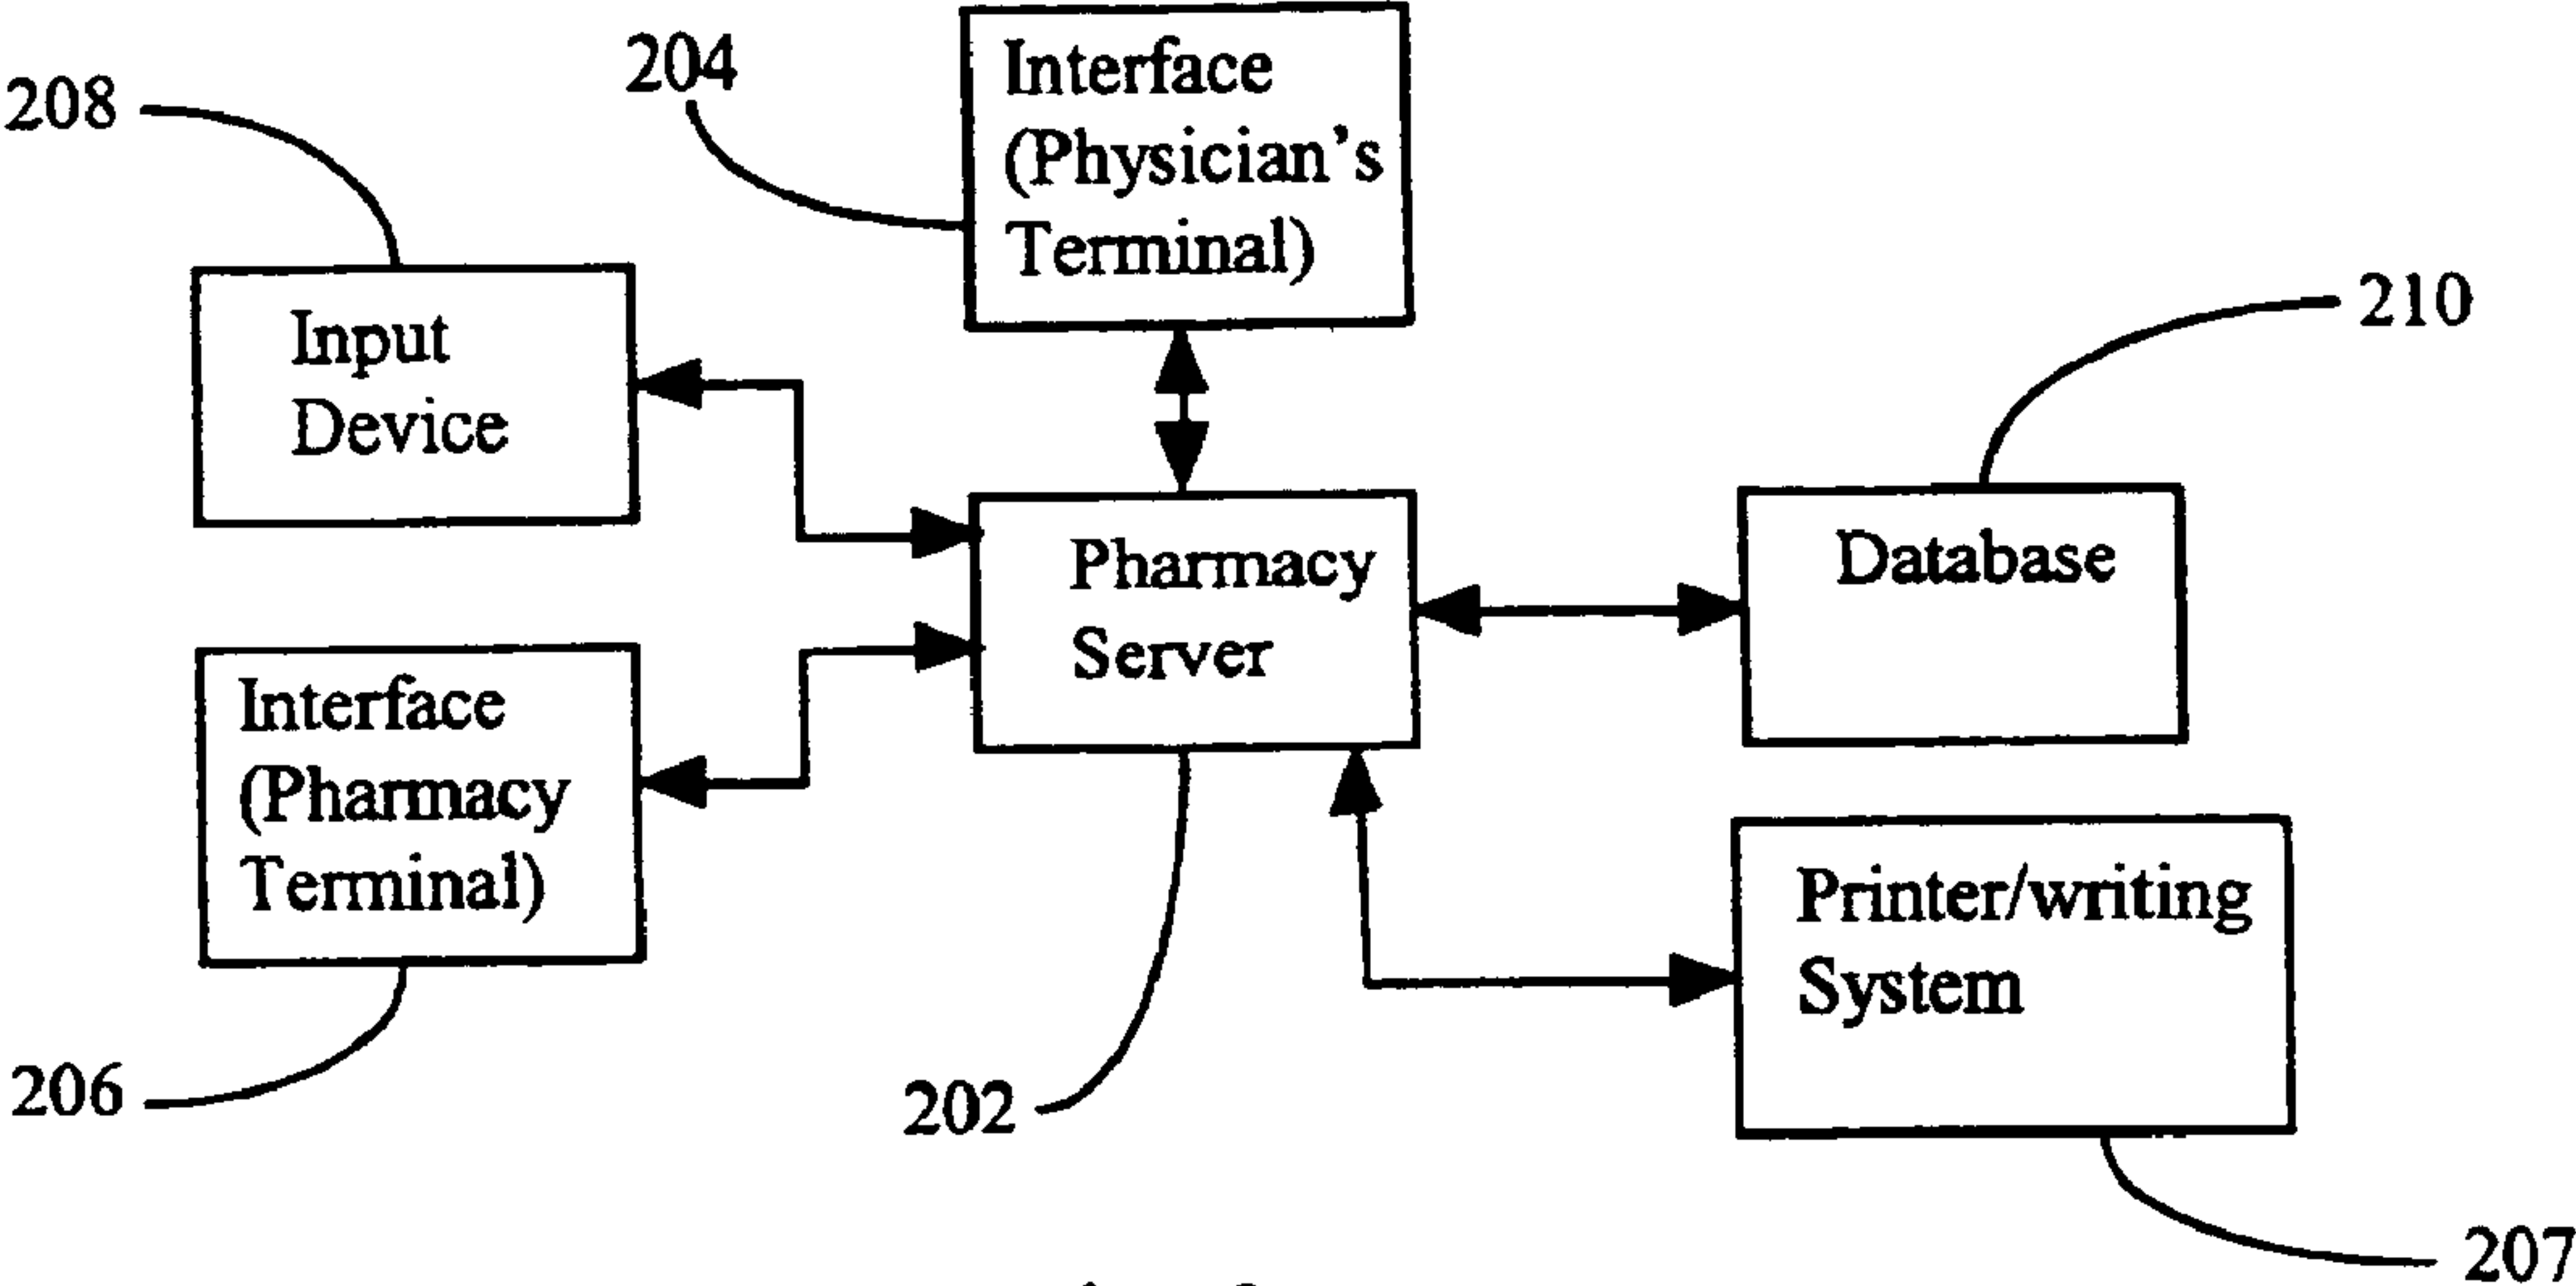 204
Interface
(Physician's
Terminal)
208
Input
Device
210
Pharmacy
Server
Database
Interface
(Pharmacy
Terminal)
Printer/writing
System
206
202
207